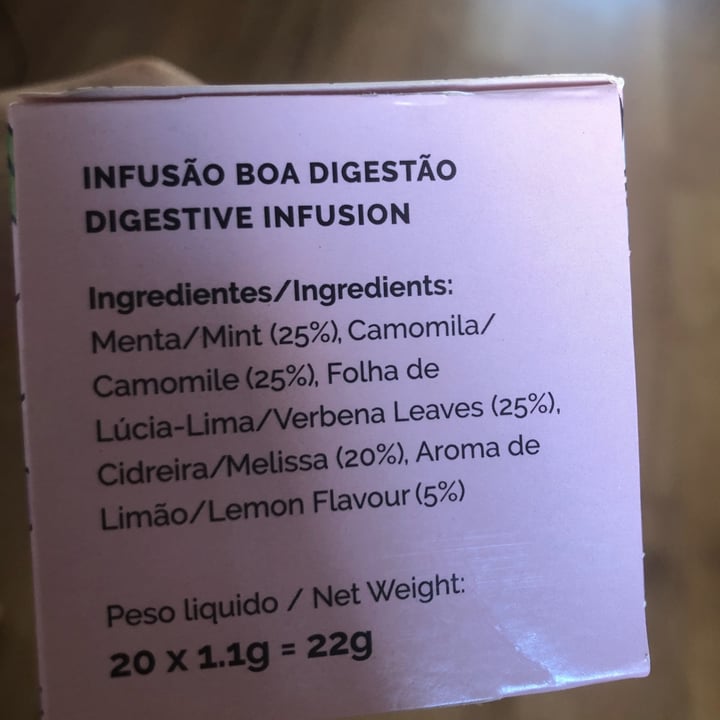 INFUSÃO BOA DIGESTÃO
DIGESTIVE INFUSION
Ingredientes/Ingredients:
Menta/Mint (25%), Camomila/
Camomile (25%), Folha de
Lúcia-Lima/Verbena Leaves (25%),
Cidreira/Melissa (20%), Aroma de
Limão/Lemon Flavour (5%)
Peso liquido / Net Weight:
20 x 1.1g = 22g